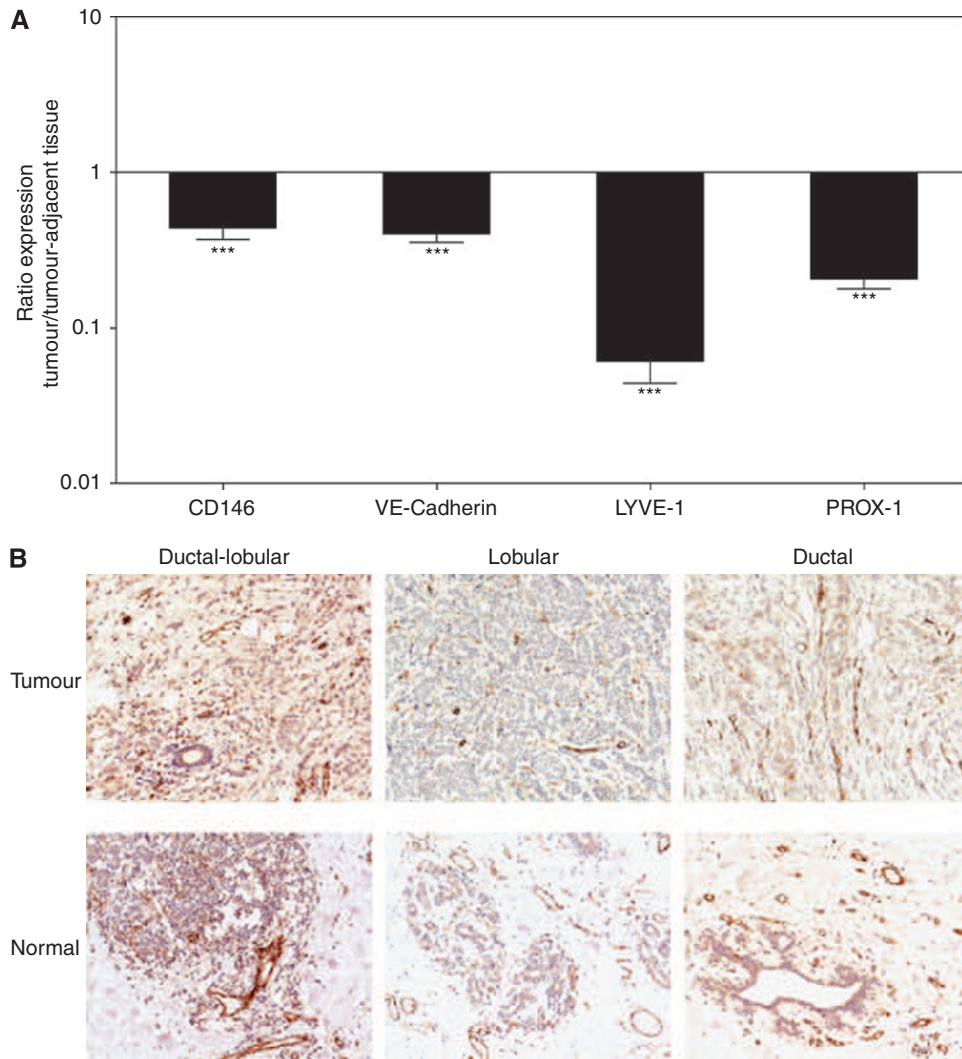 A
10
1
0.1
0.01
Ratio expression
tumour/tumour-adjacent tissue
***
***
***
***
CD146
VE-Cadherin
LYVE-1
PROX-1
B
Ductal-lobular
Lobular
Ductal
Tumour
Normal